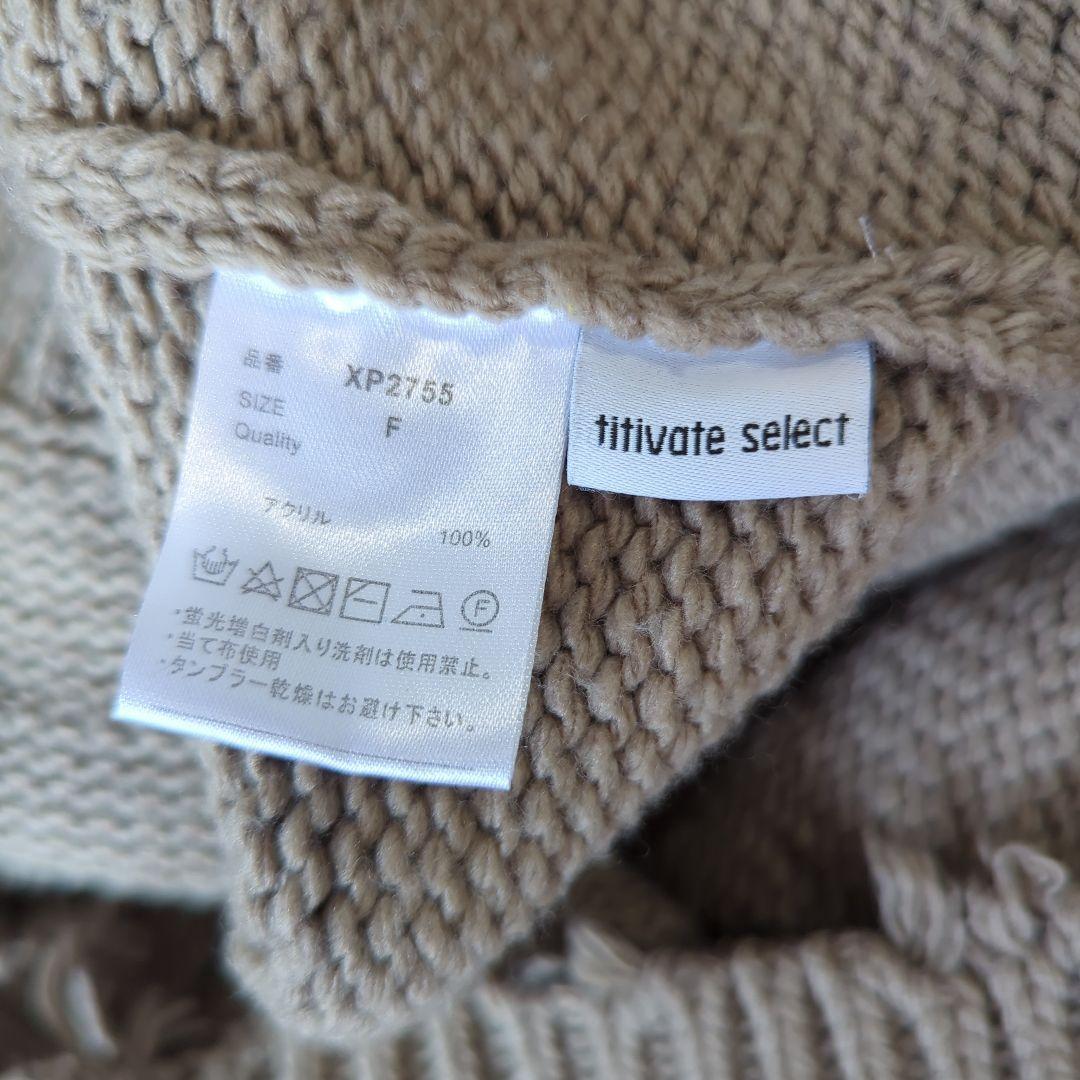 品番 XP2755
SIZE F
Quality
アクリル 100%
F
・蛍光増白剤入り洗剤は使用禁止。
・当て布使用
・タンブラー乾燥はお避け下さい。
titivate select